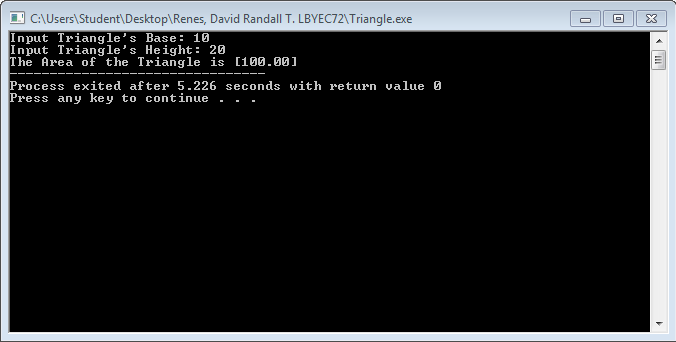 C:\Users\Student\Desktop\Renes, David Randall T. LBYEC72\Triangle.exe
Input Triangle's Base: 10
Input Triangle's Height: 20
The Area of the Triangle is [100.00]
--------------------------------
Process exited after 5.226 seconds with return value 0
Press any key to continue . . .